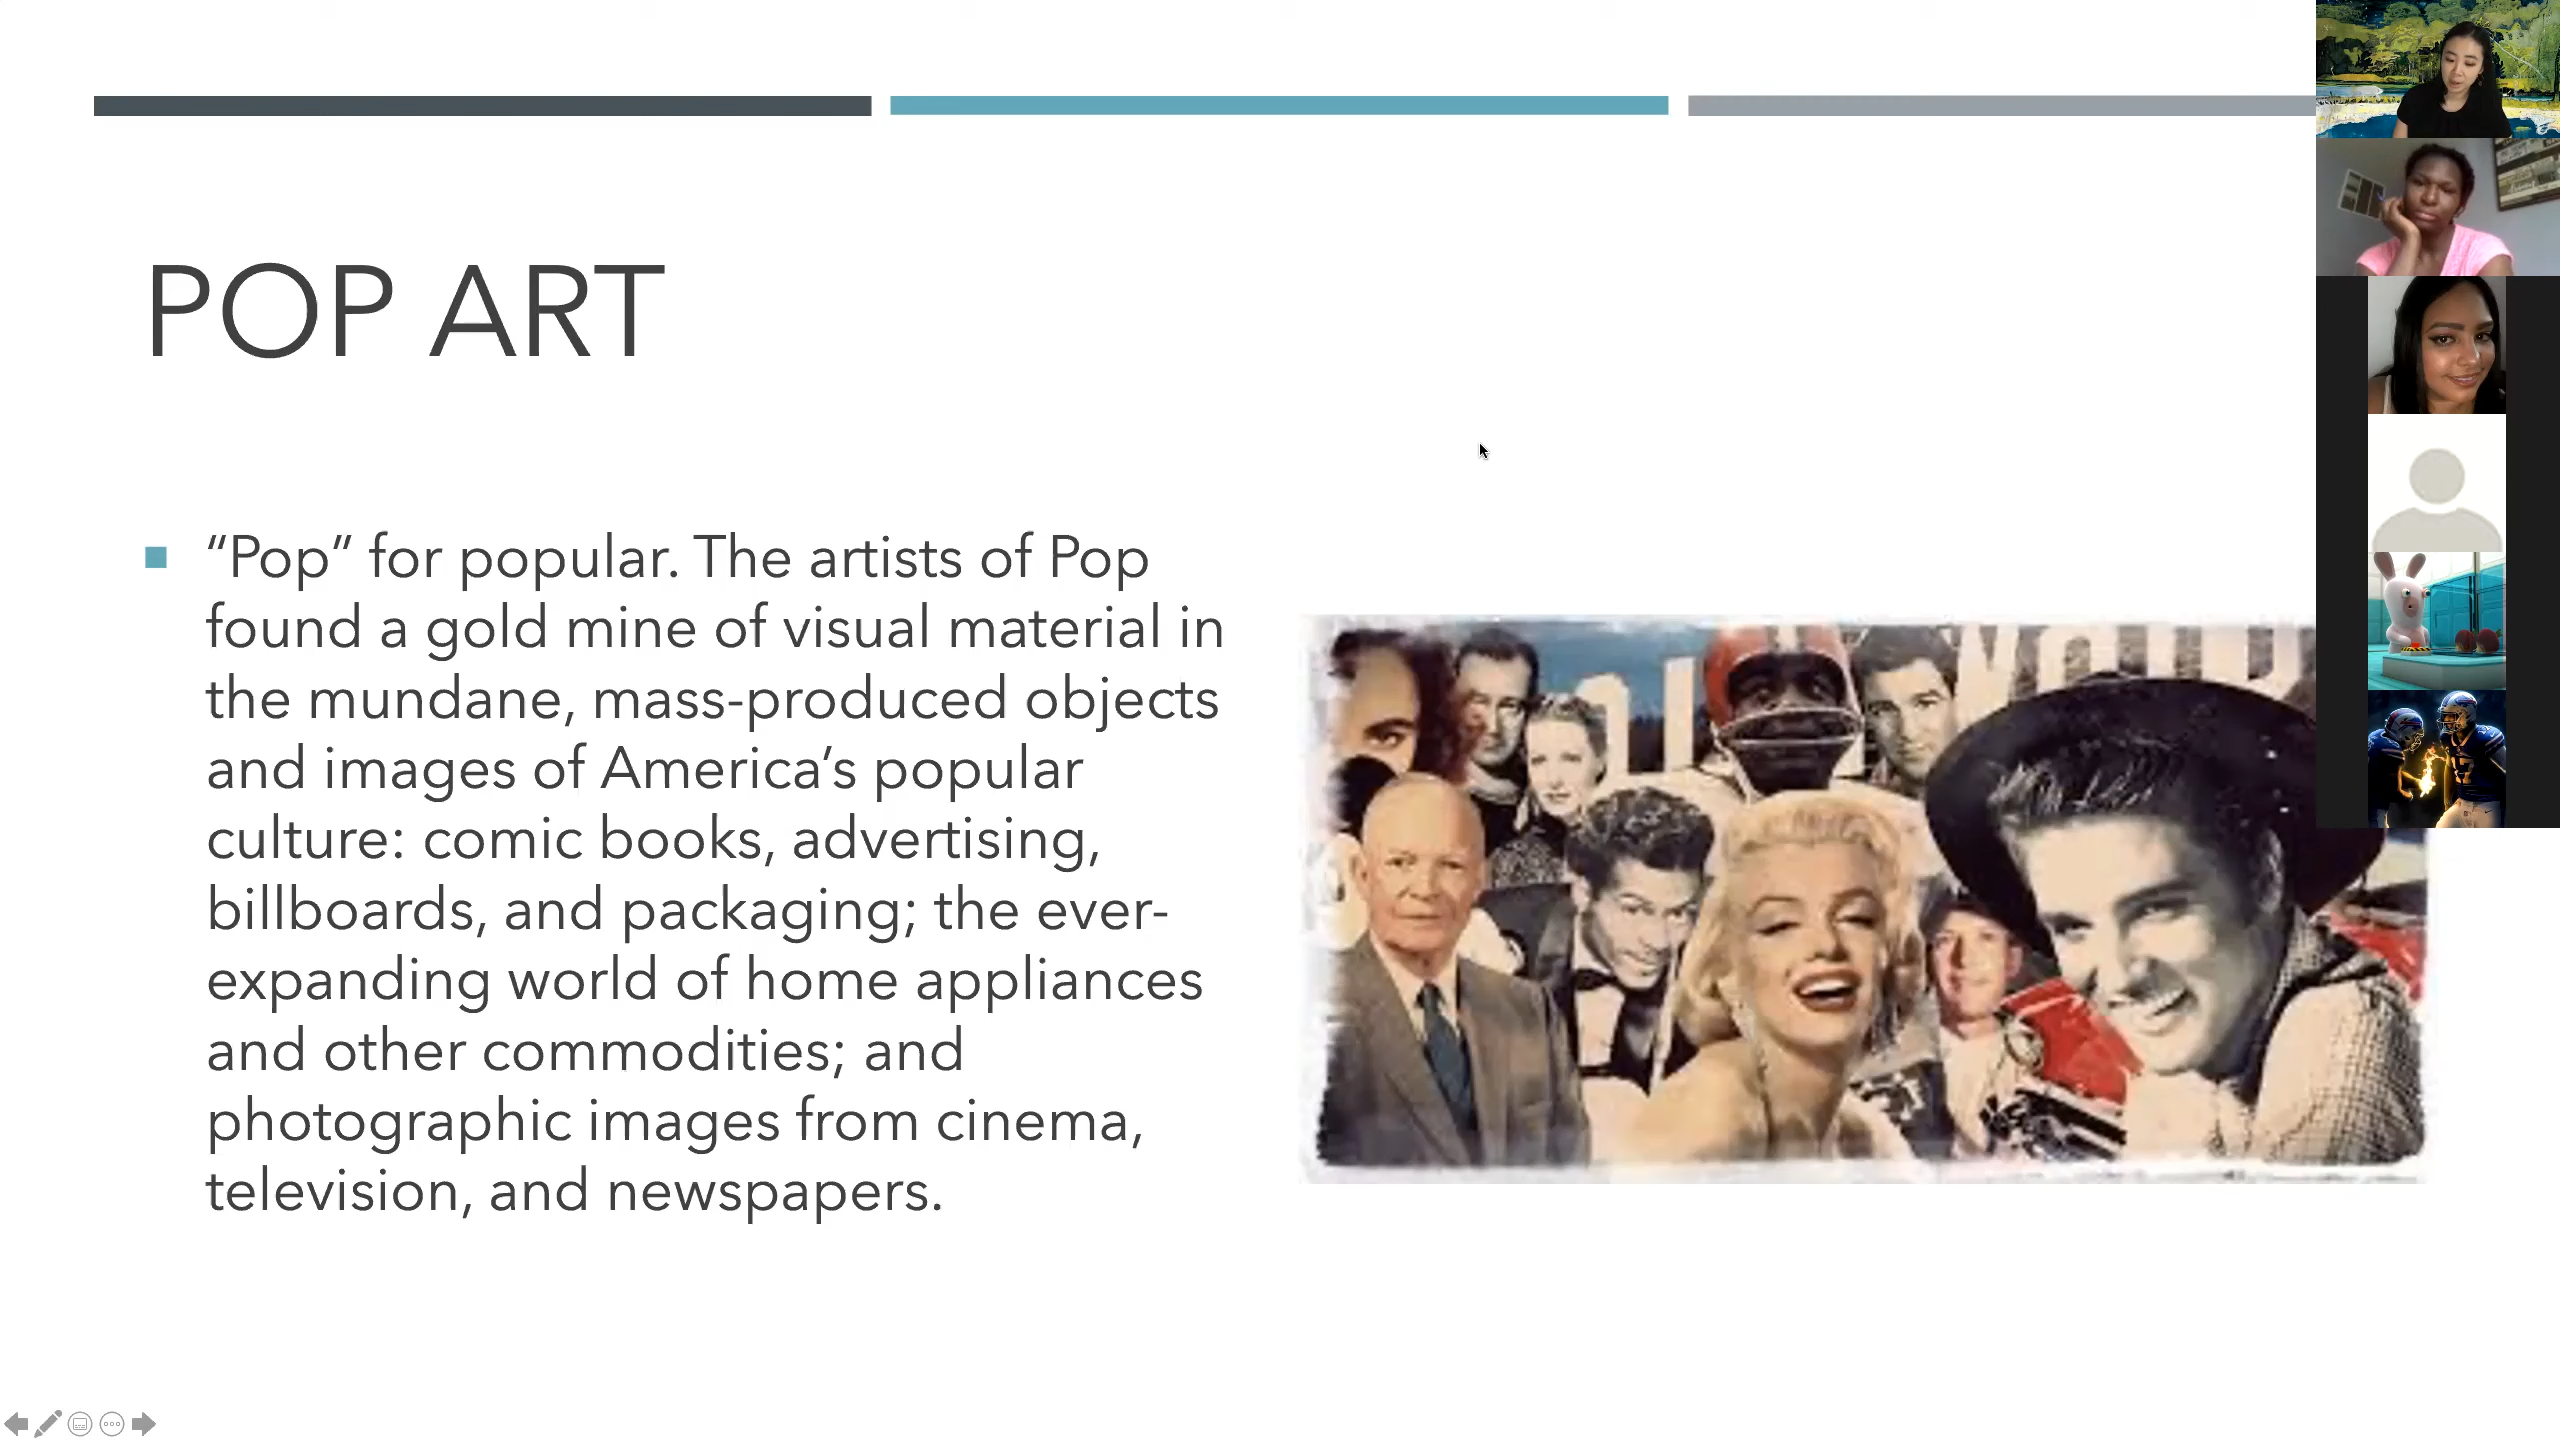 POP ART
“Pop” for popular. The artists of Pop
found a gold mine of visual material in
the mundane, mass-produced objects
and images of America’s popular
culture: comic books, advertising,
billboards, and packaging; the ever-
expanding world of home appliances
and other commodities; and
photographic images from cinema,
television, and newspapers.